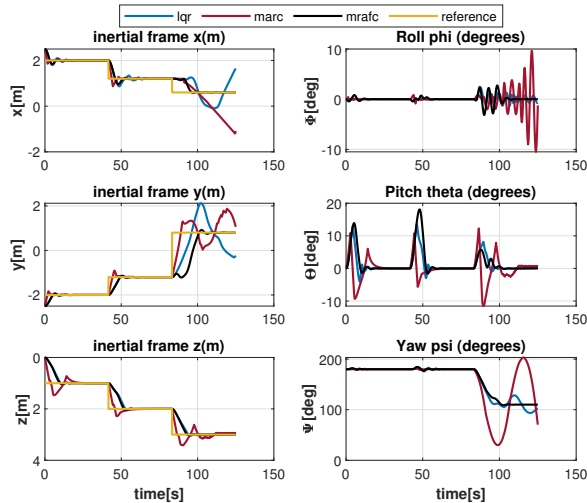 lqr marc mrafc reference
inertial frame x(m)
x[m]
2
0
-2
0 50 100 150
Roll phi (degrees)
Φ[deg]
10
0
-10
0 50 100 150
inertial frame y(m)
y[m]
2
0
-2
0 50 100 150
Pitch theta (degrees)
Θ[deg]
20
10
0
-10
0 50 100 150
inertial frame z(m)
z[m]
0
2
4
0 50 100 150
time[s]
Yaw psi (degrees)
Ψ[deg]
200
100
0
0 50 100 150
time[s]